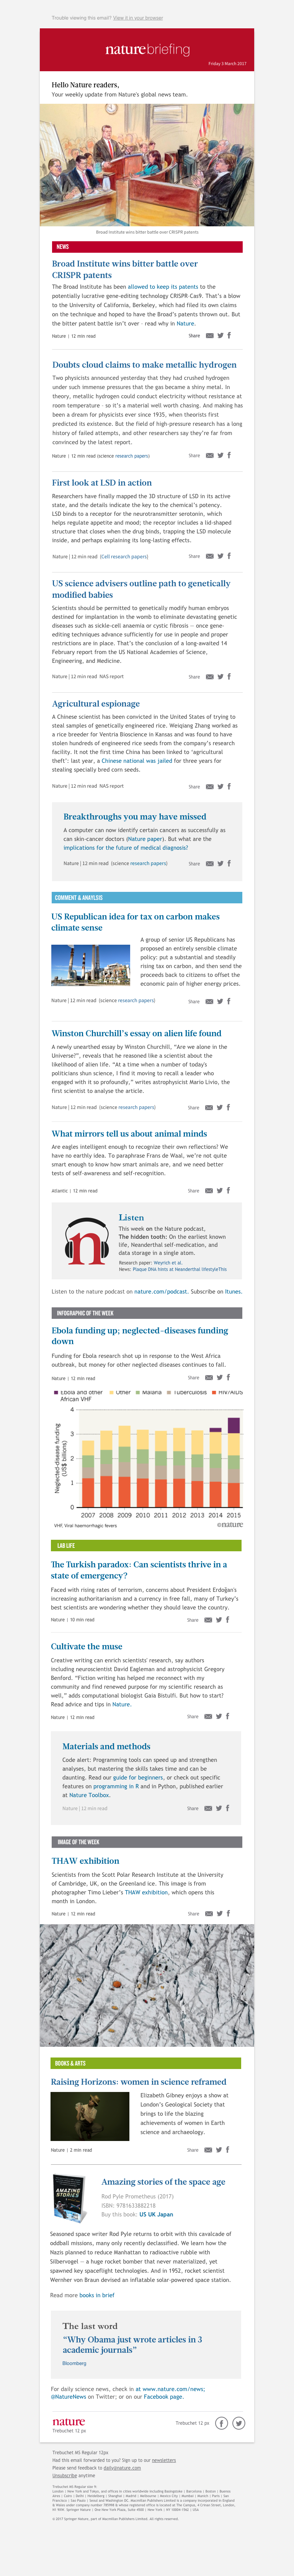 Trouble viewing this email? View it in your browser
naturebriefing
Friday 3 March 2017
Hello Nature readers,
Your weekly update from Nature's global news team.
Broad Institute wins bitter battle over CRISPR patents
NEWS
Broad Institute wins bitter battle over
CRISPR patents
The Broad Institute has been allowed to keep its patents on the
potentially lucrative gene-editing technology CRISPR Cas9. That's a blow to
the University of California, Berkeley, which had filed its own claims
on the technology and had hoped to see the Broad's patents thrown out. But
the bitter patent battle isn't over - read why in Nature.
Nature | 12 min read
Share
Doubts cloud claims to make metallic hydrogen
Two physicists announced yesterday that they had crushed hydrogen
under such immense pressures that the gas became a shiny metal. In
theory, metallic hydrogen could conduct electricity without resistance at
room temperature - so it's a material well worth chasing. And making has
been a dream for physicists since 1935, when theorists first
predicted its existence. But the field of high-pressure research has a long
history of failed attempts, and other researchers say they're far from
convinced by the latest report.
Nature | 12 min read (science research papers)
Share
First look at LSD in action
Researchers have finally mapped the 3D structure of LSD in its active
state, and the details indicate the key to the chemical's potency.
LSD binds to a receptor for the neurotransmitter serotonin, which
helps regulate appetite and mood; the receptor includes a lid-shaped
structure that closes over the drug binds, trapping the LSD molecule
inside, and perhaps explaining its long-lasting effects.
Nature | 12 min read (Cell research papers)
Share
US science advisers outline path to genetically
modified babies
Scientists should be permitted to genetically modify human embryos
destined for implantation in the womb to eliminate devastating genetic
diseases such as sickle-cell anaemia or cystic fibrosis — once gene-
editing techniques advance sufficiently for use in people and proper
restrictions are in place. That's the conclusion of a long-awaited 14
February report from the US National Academies of Science,
Engineering, and Medicine.
Nature | 12 min read NAS report
Share
Agricultural espionage
A Chinese scientist has been convicted in the United States of trying to
steal samples of genetically engineered rice. Weiqiang Zhang worked as
a rice breeder for Ventria Bioscience in Kansas and was found to have
stolen hundreds of engineered rice seeds from the company's research
facility. It is not the first time China has been linked to 'agricultural
theft': last year, a Chinese national was jailed for three years for
stealing specially bred corn seeds.
Nature | 12 min read NAS report
Share
Breakthroughs you may have missed
A computer can now identify certain cancers as successfully as
can skin-cancer doctors (Nature paper). But what are the
implications for the future of medical diagnosis?
Nature | 12 min read (science research papers)
Share
COMMENT & ANAYLSIS
US Republican idea for tax on carbon makes
climate sense
A group of senior US Republicans has
proposed an entirely sensible climate
policy: put a substantial and steadily
rising tax on carbon, and then send the
proceeds back to citizens to offset the
economic pain of higher energy prices.
Nature | 12 min read (science research papers)
Share
Winston Churchill's essay on alien life found
A newly unearthed essay by Winston Churchill, “Are we alone in the
Universe?”, reveals that he reasoned like a scientist about the
likelihood of alien life. “At a time when a number of today's
politicians shun science, I find it moving to recall a leader who
engaged with it so profoundly,” writes astrophysicist Mario Livio, the
first scientist to analyse the article.
Nature | 12 min read (science research papers)
Share
What mirrors tell us about animal minds
Are eagles intelligent enough to recognize their own reflections? We
know an earthly lot do. To paraphrase Frans de Waal, we're not quite
smart enough to know how smart animals are, and we need better
tests of self-awareness and self-recognition.
Atlantic | 12 min read
Share
Listen
This week on the Nature podcast,
The hidden tooth: On the earliest known
life, Neanderthal self-medication, and
data storage in a single atom.
Research paper: Weyrich et al.
News: Plaque DNA hints at Neanderthal lifestyleThis
Listen to the nature podcast on nature.com/podcast. Subscribe on Itunes.
INFOGRAPHIC OF THE WEEK
Ebola funding up; neglected-diseases funding
down
Funding for Ebola research shot up in response to the West Africa
outbreak, but money for other neglected diseases continues to fall.
Nature | 12 min read
Share
Ebola and other
African VHF
Other
Malaria
Tuberculosis
HIV/AIDS
Neglected-disease funding
(US$ billions)
4
3
2
1
0
2007 2008 2009 2010 2011 2012 2013 2014 2015
VHF, Viral haemorrhagic fevers
©nature
LAB LIFE
The Turkish paradox: Can scientists thrive in a
state of emergency?
Faced with rising rates of terrorism, concerns about President Erdoğan's
increasing authoritarianism and a currency in free fall, many of Turkey's
best scientists are wondering whether they should leave the country.
Nature | 10 min read
Share
Cultivate the muse
Creative writing can enrich scientists' research, say authors
including neuroscientist David Eagleman and astrophysicist Gregory
Benford. “Fiction writing has helped me reconnect with my
community and find renewed purpose for my scientific research as
well,” adds computational biologist Gaia Bistulfi. But how to start?
Read advice and tips in Nature.
Nature | 12 min read
Share
Materials and methods
Code alert: Programming tools can speed up and strengthen
analyses, but mastering the skills it takes to use them can be
daunting. Read our guide for beginners, or check out specific
features on programming in R and in Python, published earlier
at Nature Toolbox.
Nature | 12 min read
Share
IMAGE OF THE WEEK
THAW exhibition
Scientists from the Scott Polar Research Institute at the University
of Cambridge, UK, on the Greenland ice. This image is from
photographer Timo Lieber's THAW exhibition, which opens this
month in London.
Nature | 12 min read
Share
BOOKS & ARTS
Raising Horizons: women in science reframed
Elizabeth Gibney enjoys a show at
London's Geological Society that
brings to life the blazing
achievements of women in Earth
science and archaeology.
Nature | 2 min read
Share
AMAZING
STORIES
Amazing stories of the space age
Rod Pyle Prometheus (2017)
ISBN: 9781633882218
Buy this book: US UK Japan
Seasoned space writer Rod Pyle returns to orbit with this cavalcade of
oddball missions, many only recently declassified. We learn how the
Nazis planned to reduce Manhattan to radioactive rubble with
Silbervogel — a huge rocket bomber that never materialized, yet
spawned key spaceflight technologies. And in 1952, rocket scientist
Wernher von Braun devised an inflatable solar-powered space station.
Read more books in brief
The last word
“Why Obama just wrote articles in 3
academic journals”
Bloomberg
For daily science news, check in at www.nature.com/news;
@NatureNews on Twitter; or on our Facebook page.
nature
Trebuchet 12 px
Trebuchet 12 px
Trebuchet MS Regular 12px
Had this email forwarded to you? Sign up to our newsletters
Please send feedback to daily@nature.com
Unsubscribe anytime